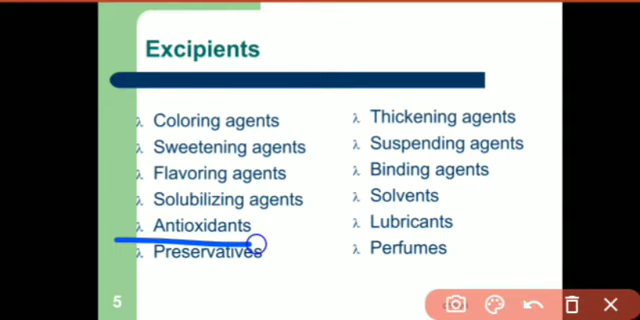 Excipients
λ Coloring agents
λ Sweetening agents
λ Flavoring agents
λ Solubilizing agents
λ Antioxidants
λ Preservatives
λ Thickening agents
λ Suspending agents
λ Binding agents
λ Solvents
λ Lubricants
λ Perfumes
5